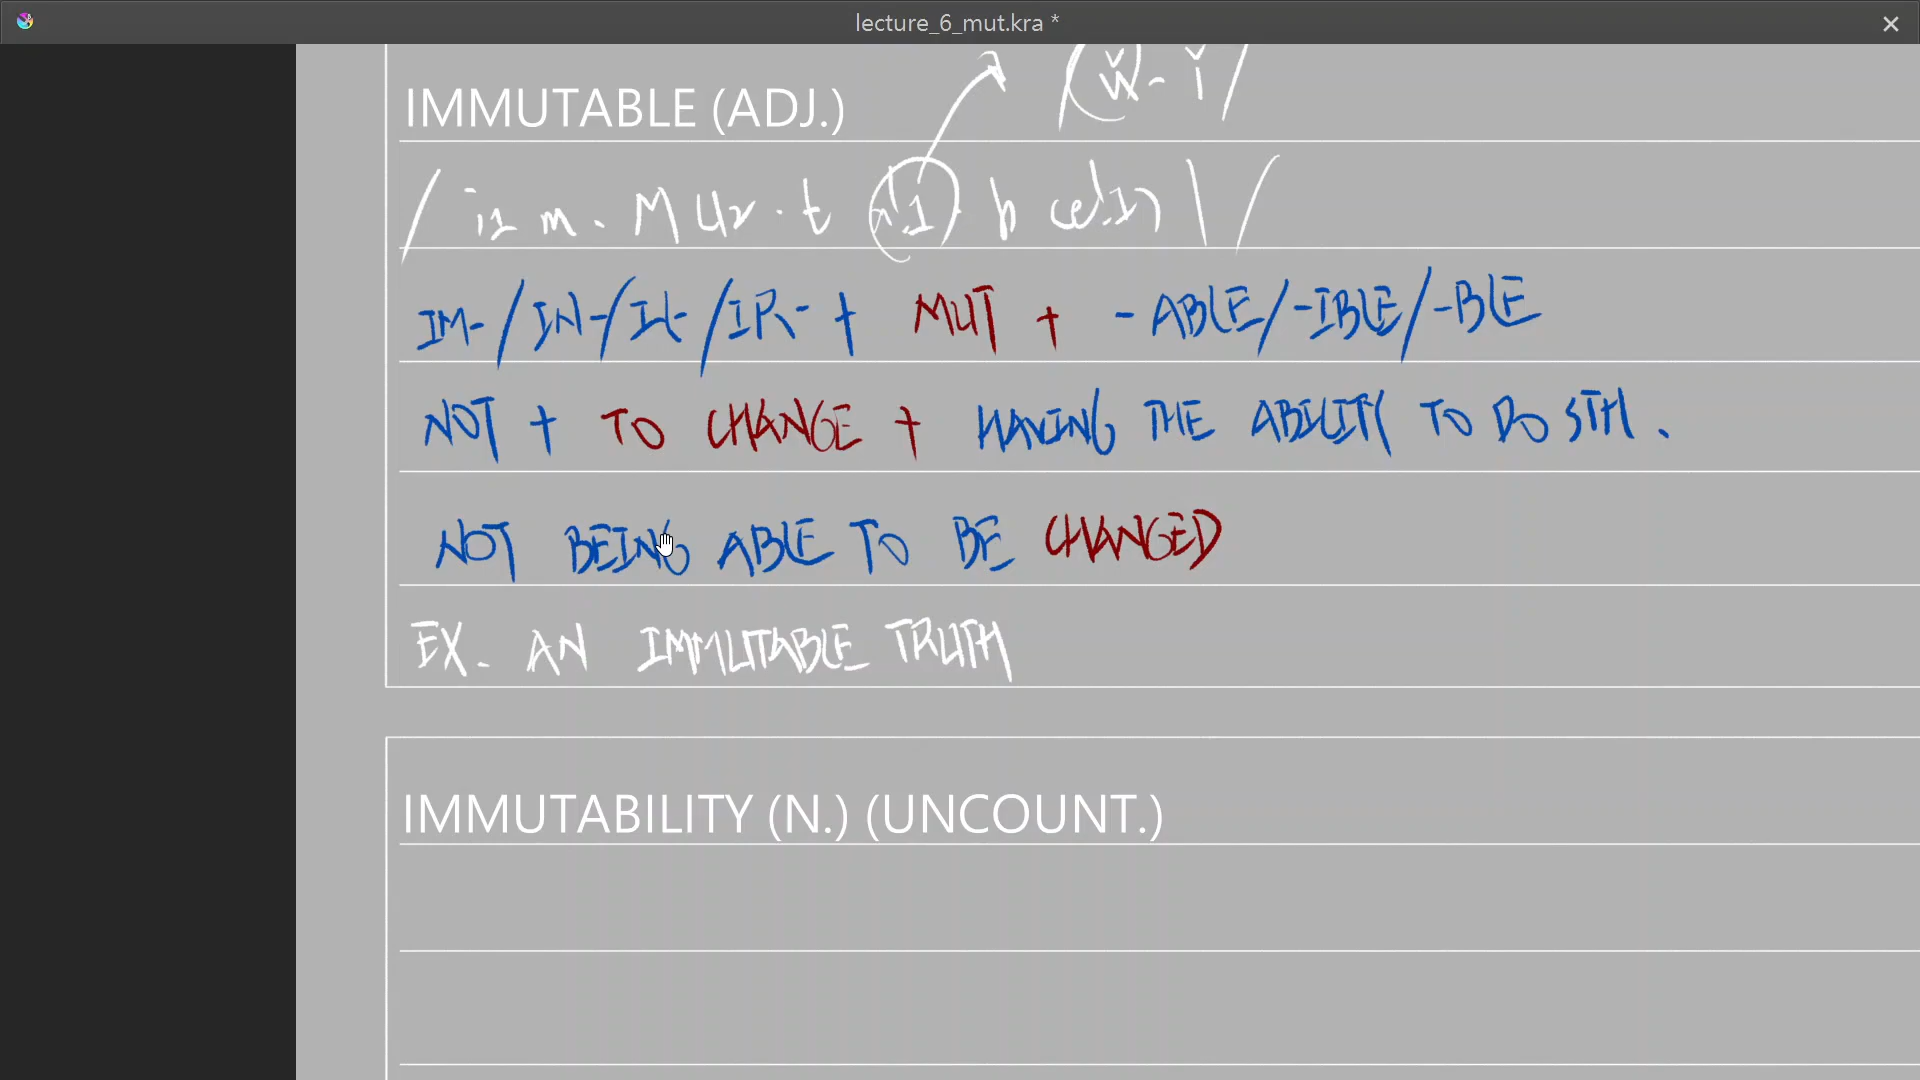 lecture_6_mut.kra *
IMMUTABLE (ADJ.)
IM- / IN- / IL- / IR- + MUT + - ABLE / -IBLE / -BLE
NOT + TO CHANGE + HAVING THE ABILITY TO DO STH.
NOT BEING ABLE TO BE CHANGED
EX. AN IMMUTABLE TRUTH
IMMUTABILITY (N.) (UNCOUNT.)